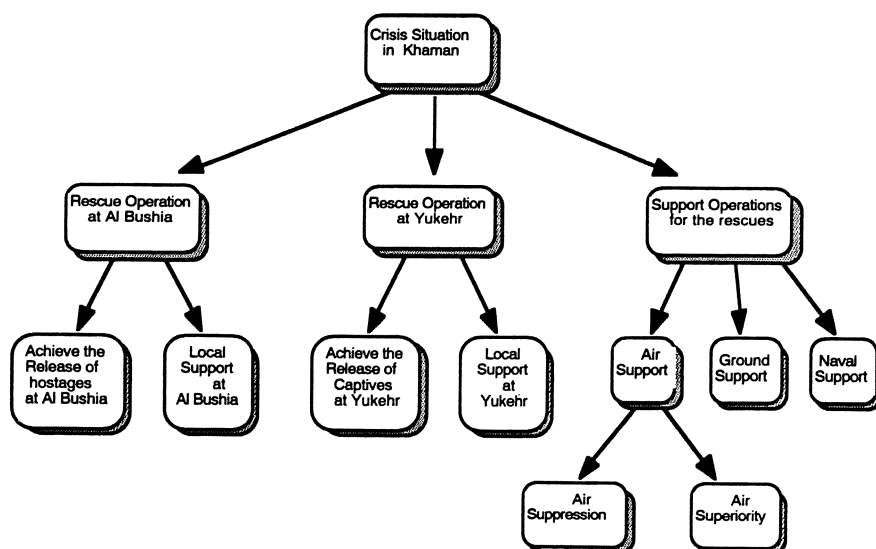 Crisis Situation
in Khaman
Rescue Operation
at Al Bushia
Rescue Operation
at Yukehr
Support Operations
for the rescues
Achieve the
Release of
hostages
at Al Bushia
Local
Support
at
Al Bushia
Achieve the
Release of
Captives
at Yukehr
Local
Support
at
Yukehr
Air
Support
Ground
Support
Naval
Support
Air
Suppression
Air
Superiority